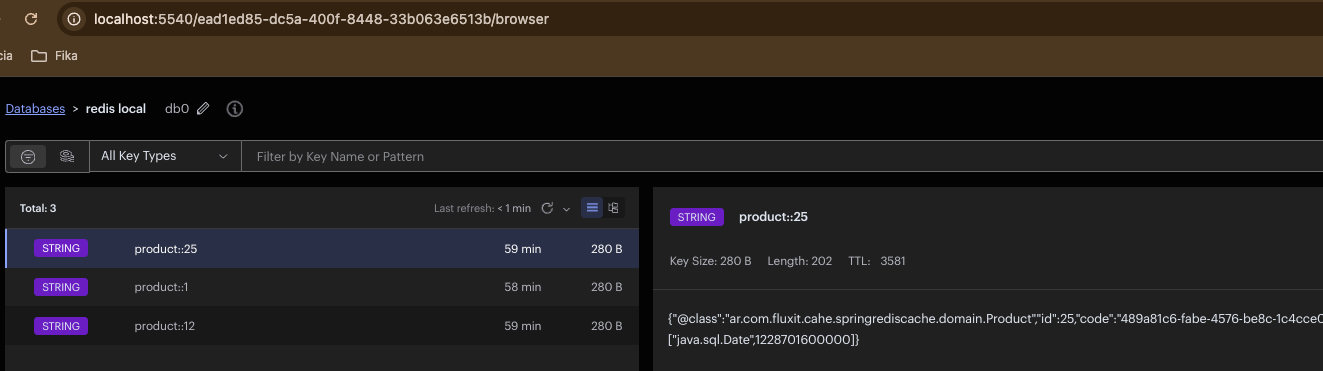 localhost:5540/ead1ed85-dc5a-400f-8448-33b063e6513b/browser
cia Fika
Databases > redis local db0
All Key Types Filter by Key Name or Pattern
Total: 3 Last refresh: < 1 min
STRING product::25 59 min 280 B
STRING product::1 58 min 280 B
STRING product::12 59 min 280 B
STRING product::25
Key Size: 280 B Length: 202 TTL: 3581
{"@class":"ar.com.fluxit.cahe.springrediscache.domain.Product","id":25,"code":"489a81c6-fabe-4576-be8c-1c4cce0
["java.sql.Date",1228701600000]}